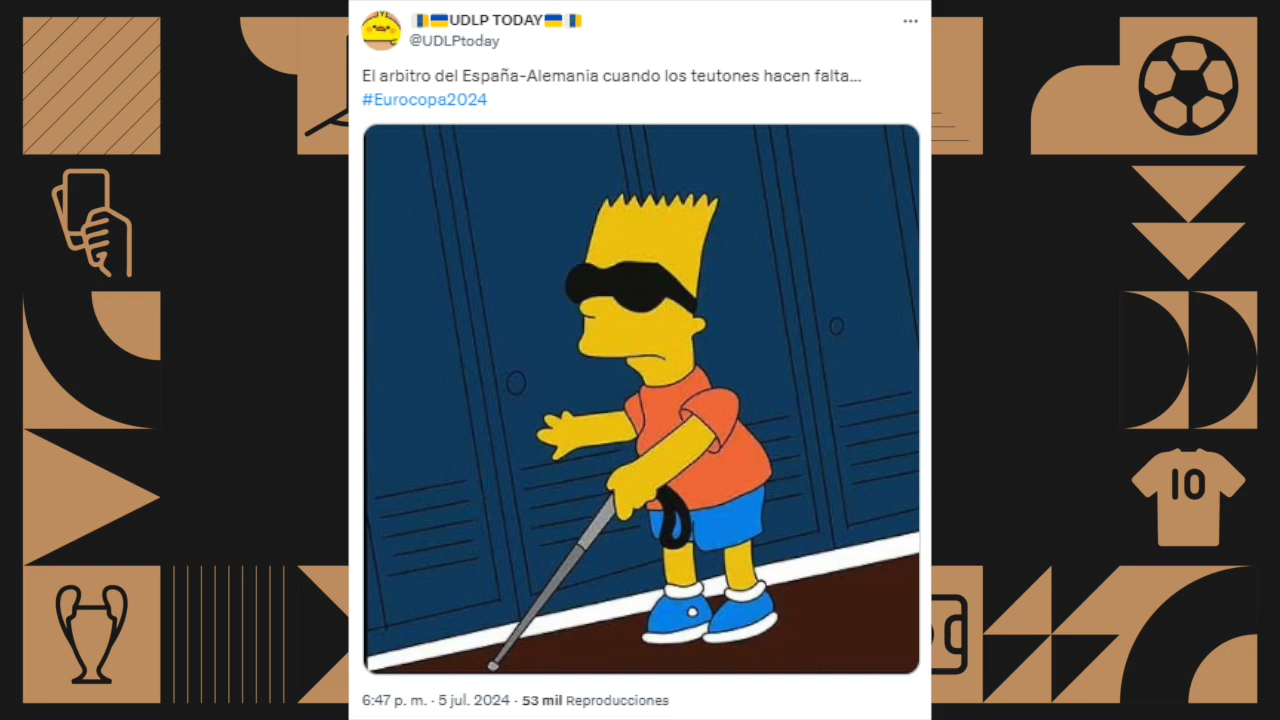 UDLP TODAY
@UDLPtoday
El arbitro del España-Alemania cuando los teutones hacen falta...
#Eurocopa2024
6:47 p. m. · 5 jul. 2024 · 53 mil Reproducciones
10